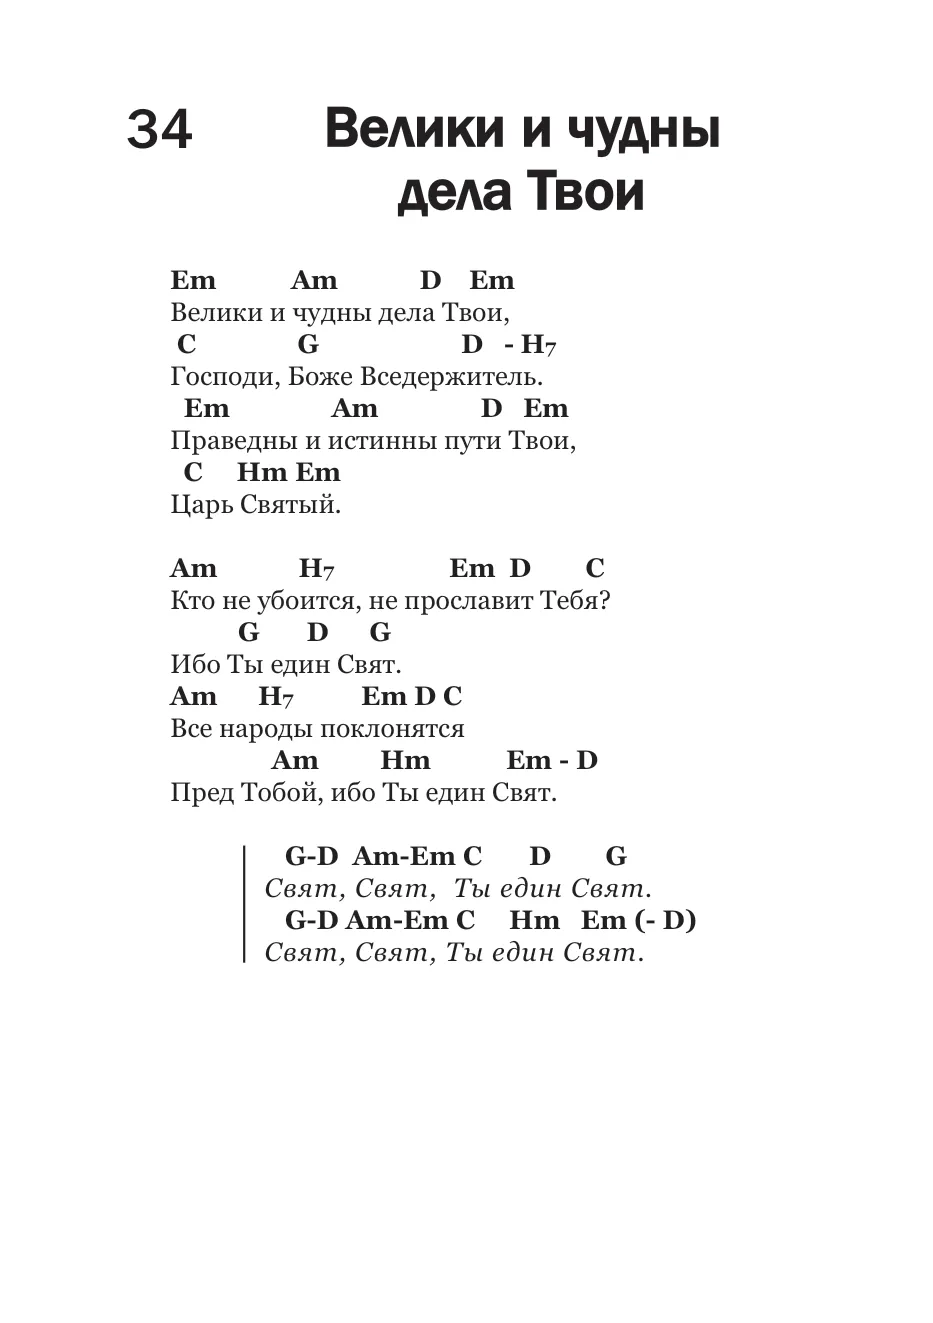 34
Велики и чудны
дела Твои
Em Am D Em
Велики и чудны дела Твои,
C G D - H7
Господи, Боже Вседержитель.
Em Am D Em
Праведны и истинны пути Твои,
C Hm Em
Царь Святый.
Am H7 Em D C
Кто не убоится, не прославит Тебя?
G D G
Ибо Ты един Свят.
Am H7 Em D C
Все народы поклонятся
Am Hm Em - D
Пред Тобой, ибо Ты един Свят.
G-D Am-Em C D G
Свят, Свят, Ты един Свят.
G-D Am-Em C Hm Em (- D)
Свят, Свят, Ты един Свят.